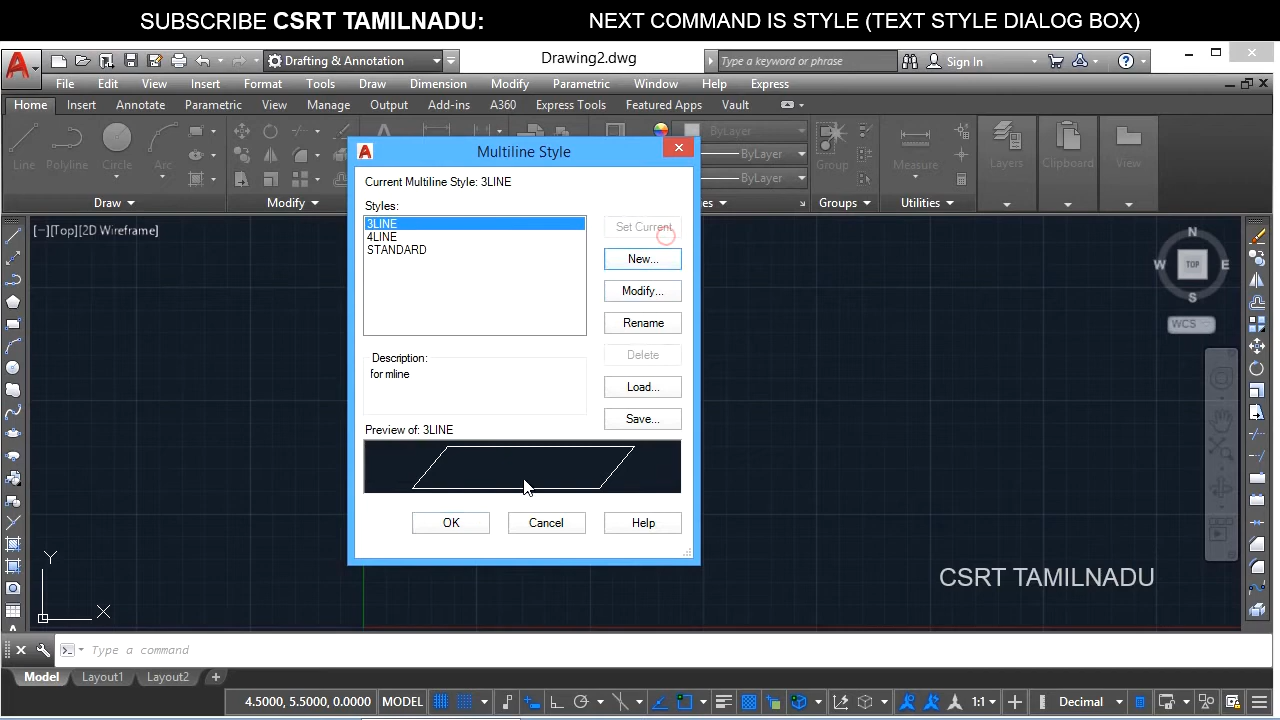 SUBSCRIBE CSRT TAMILNADU: NEXT COMMAND IS STYLE (TEXT STYLE DIALOG BOX)
Drafting & Annotation Drawing2.dwg Type a keyword or phrase Sign In
File Edit View Insert Format Tools Draw Dimension Modify Parametric Window Help Express
Home Insert Annotate Parametric View Manage Output Add-ins A360 Express Tools Featured Apps Vault
ByLayer
ByLayer
ByLayer
Line Polyline Circle Arc Group Measure Layers Clipboard View
Draw Modify Groups Utilities
Multiline Style
Current Multiline Style: 3LINE
Styles:
3LINE
4LINE
STANDARD
Set Current
New...
Modify...
Rename
Delete
Load...
Save...
Description:
for mline
Preview of: 3LINE
OK Cancel Help
[−][Top][2D Wireframe]
N
W TOP E
S
WCS
CSRT TAMILNADU
Y
X
Type a command
Model Layout1 Layout2 +
4.5000, 5.5000, 0.0000 MODEL 1:1 Decimal